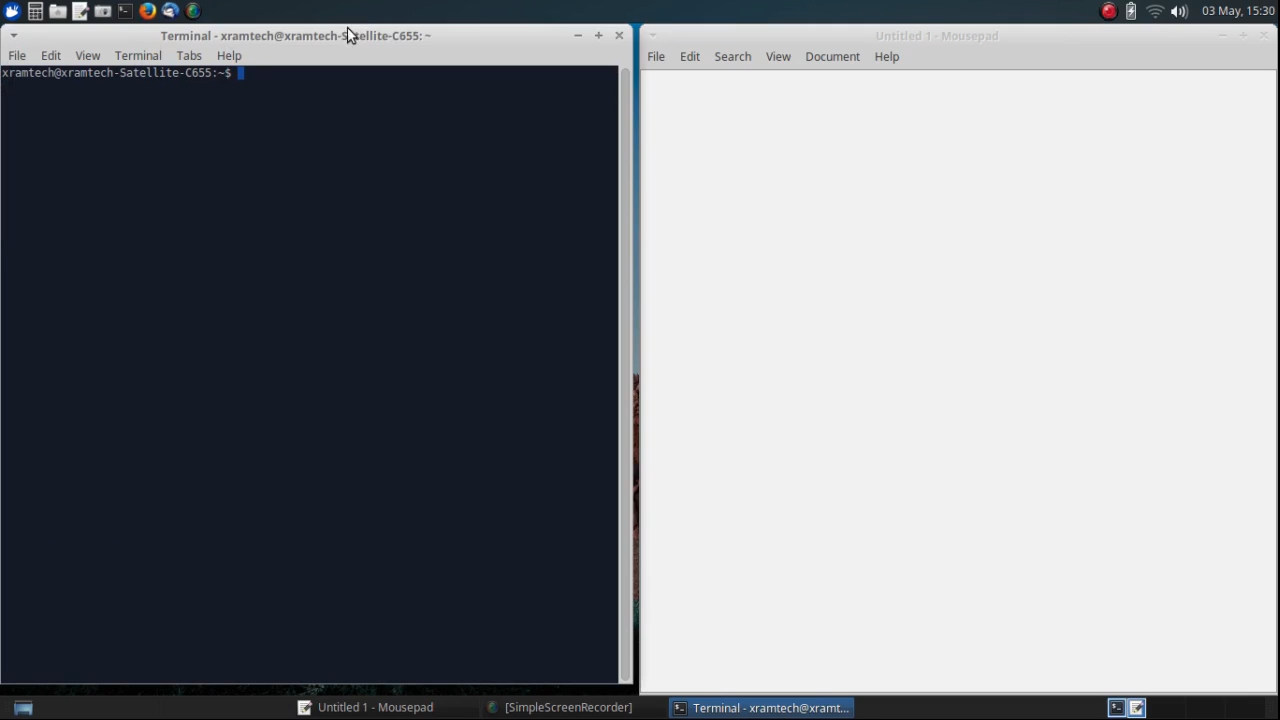 03 May, 15:30
Terminal - xramtech@xramtech-Satellite-C655: ~
File Edit View Terminal Tabs Help
xramtech@xramtech-Satellite-C655:~$
Untitled 1 - Mousepad
File Edit Search View Document Help
Untitled 1 - Mousepad
[SimpleScreenRecorder]
Terminal - xramtech@xramt...